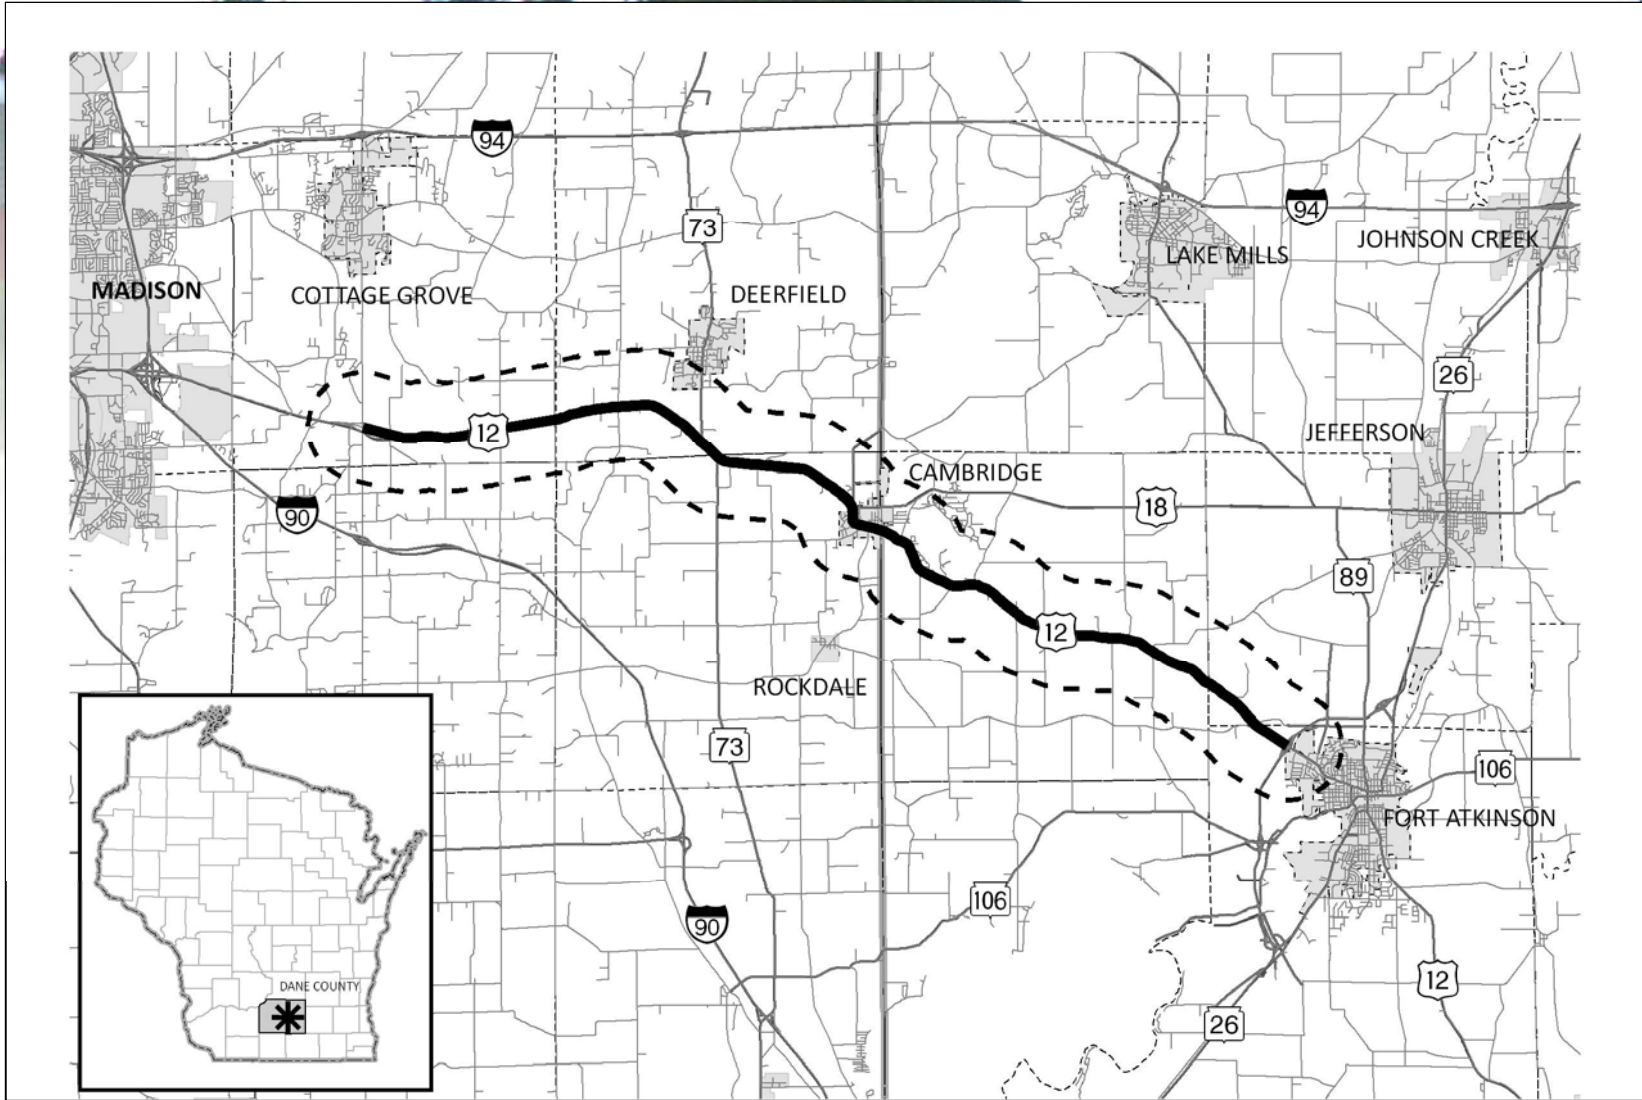 94
73
94
JOHNSON CREEK
LAKE MILLS
MADISON
COTTAGE GROVE
DEERFIELD
26
12
JEFFERSON
CAMBRIDGE
18
90
89
12
ROCKDALE
73
106
FORT ATKINSON
106
90
12
DANE COUNTY
26